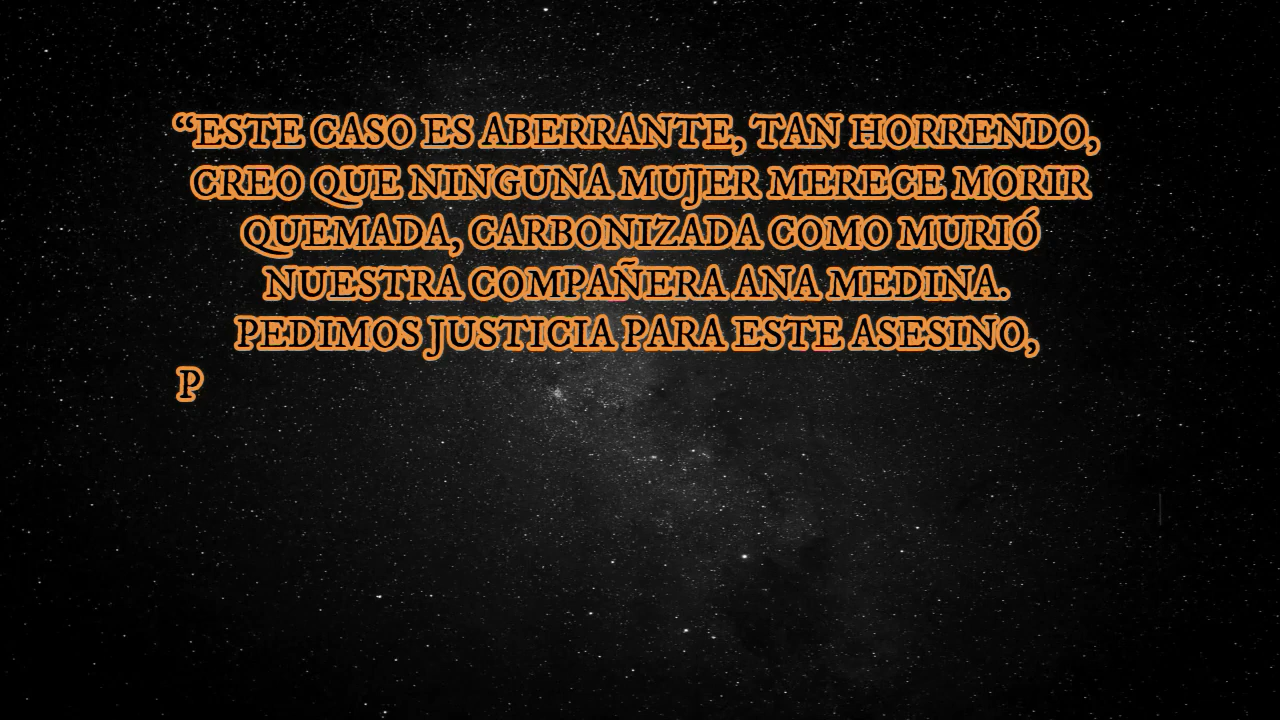 “ESTE CASO ES ABERRANTE, TAN HORRENDO,
CREO QUE NINGUNA MUJER MERECE MORIR
QUEMADA, CARBONIZADA COMO MURIÓ
NUESTRA COMPAÑERA ANA MEDINA.
PEDIMOS JUSTICIA PARA ESTE ASESINO,
P